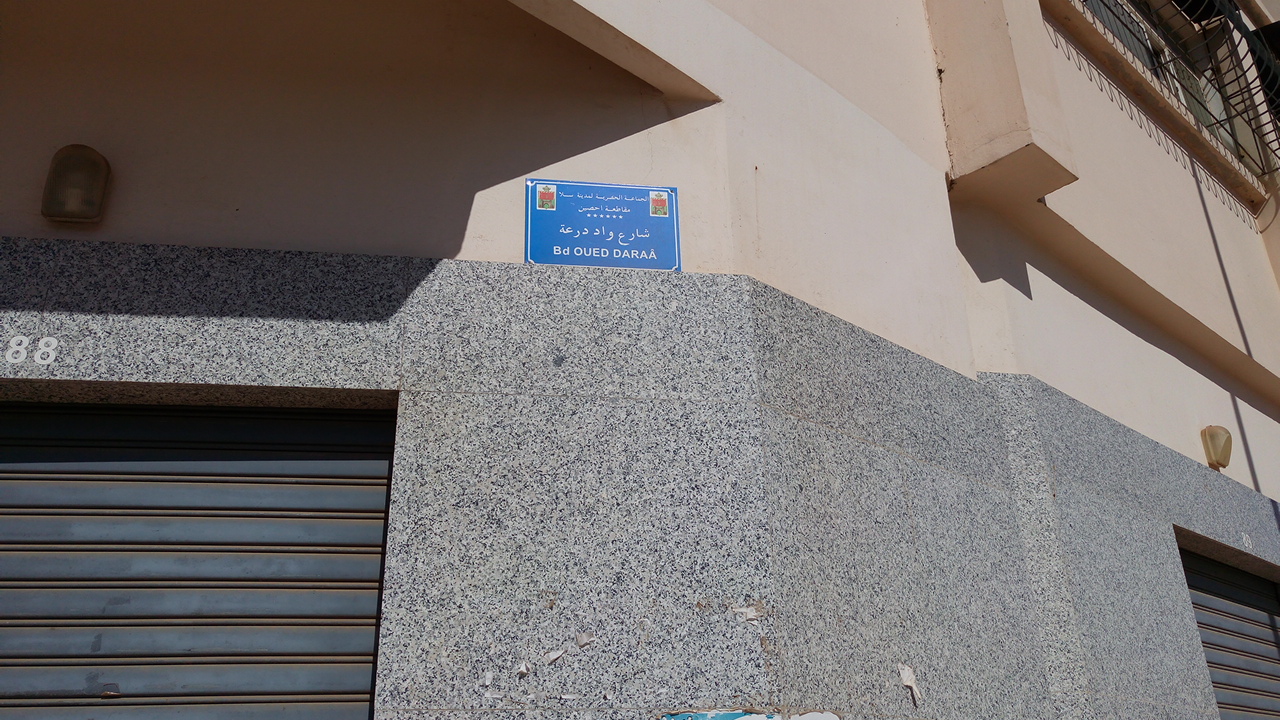 الجماعة الحضرية لمدينة سلا
مقاطعة احصين
******
شارع واد درعة
Bd OUED DARAÂ
88